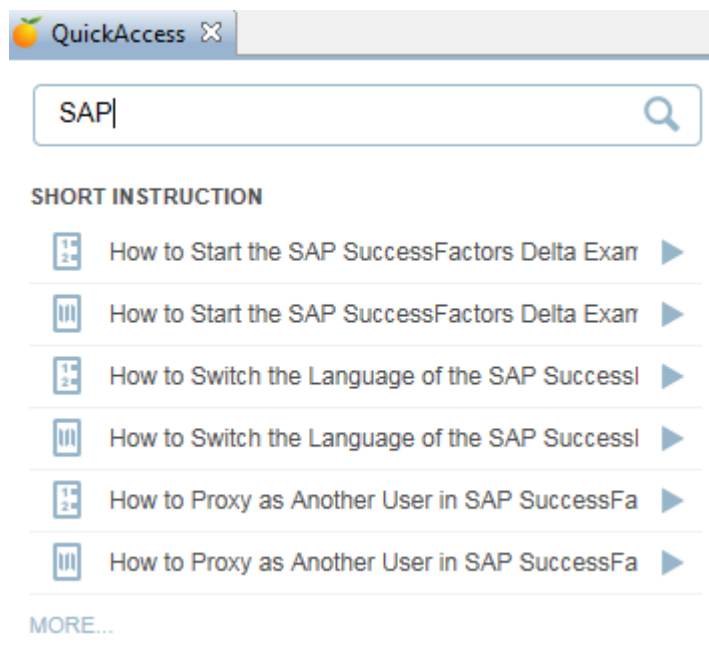 QuickAccess
SAP
SHORT INSTRUCTION
How to Start the SAP SuccessFactors Delta Exam
How to Start the SAP SuccessFactors Delta Exam
How to Switch the Language of the SAP Success
How to Switch the Language of the SAP Success
How to Proxy as Another User in SAP SuccessFa
How to Proxy as Another User in SAP SuccessFa
MORE...